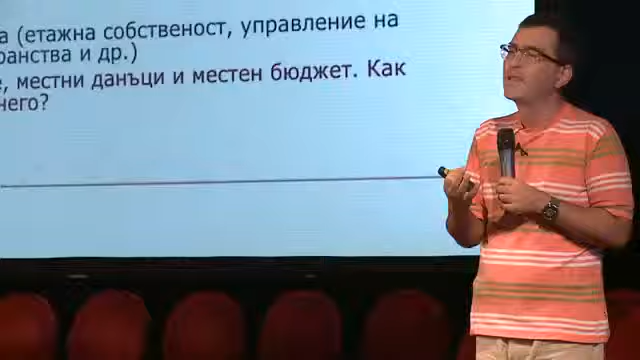 а (етажна собственост, управление на
ранства и др.)
е, местни данъци и местен бюджет. Как
него?